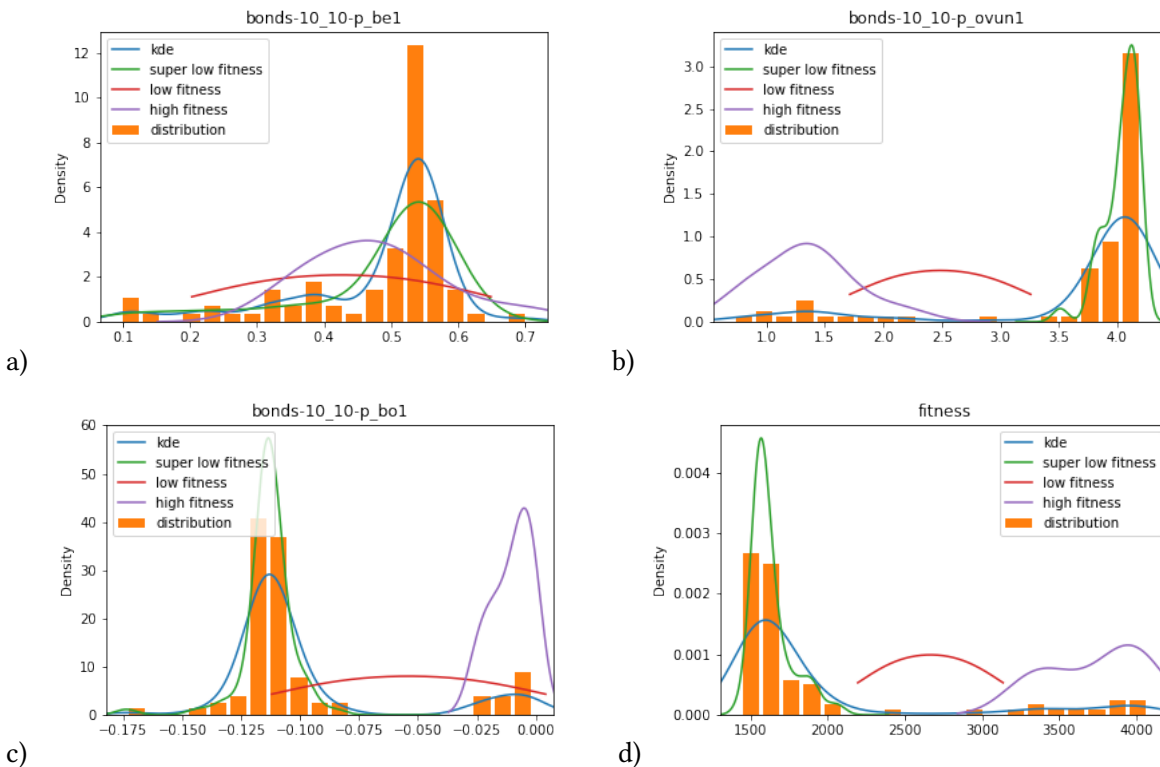 bonds-10_10-p_be1
kde
super low fitness
low fitness
high fitness
distribution
Density
12
10
8
6
4
2
0
0.1 0.2 0.3 0.4 0.5 0.6 0.7
a)
bonds-10_10-p_ovun1
kde
super low fitness
low fitness
high fitness
distribution
Density
3.0
2.5
2.0
1.5
1.0
0.5
0.0
1.0 1.5 2.0 2.5 3.0 3.5 4.0
b)
bonds-10_10-p_bo1
kde
super low fitness
low fitness
high fitness
distribution
Density
60
50
40
30
20
10
0
−0.175 −0.150 −0.125 −0.100 −0.075 −0.050 −0.025 0.000
c)
fitness
kde
super low fitness
low fitness
high fitness
distribution
Density
0.004
0.003
0.002
0.001
0.000
1500 2000 2500 3000 3500 4000
d)